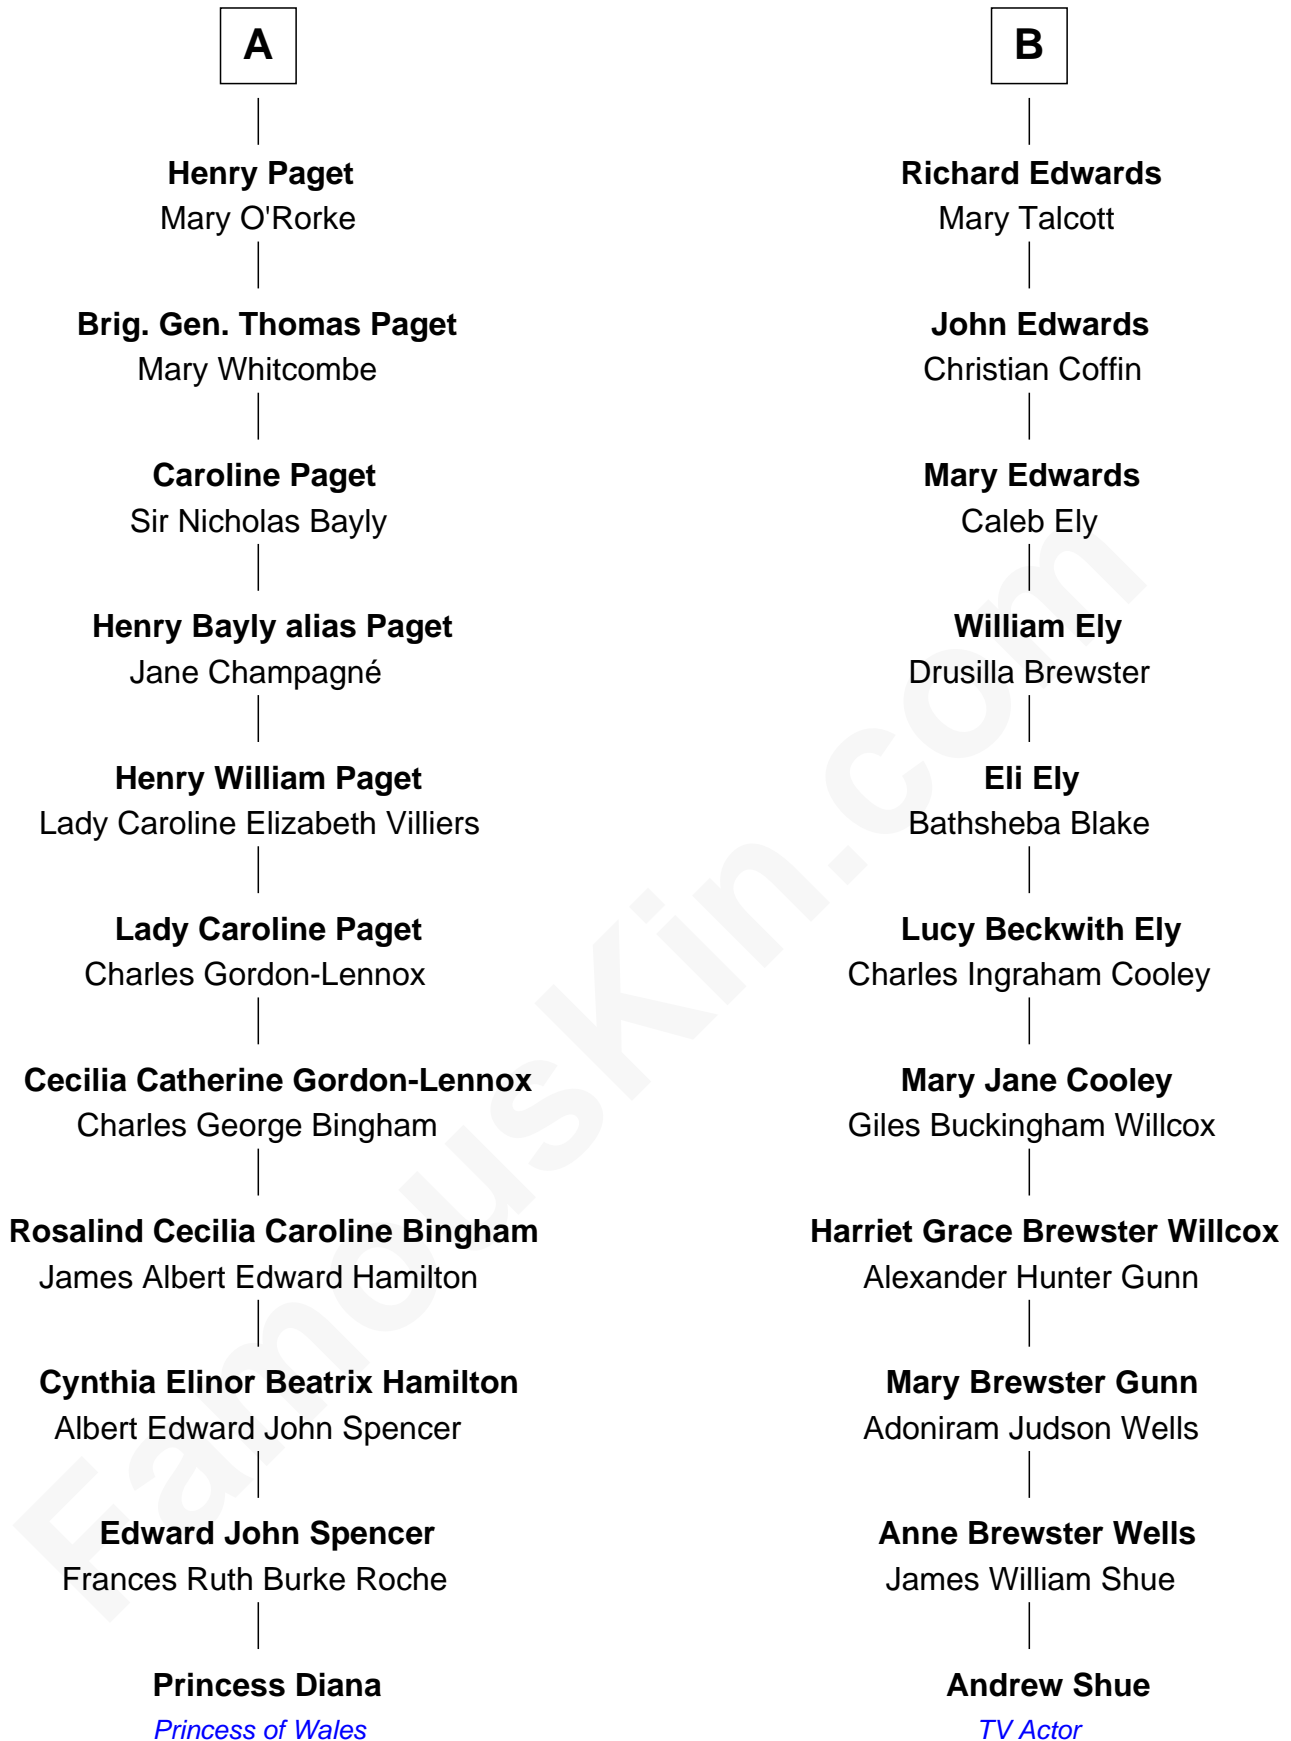 A
Henry Paget
Mary O'Rorke
Brig. Gen. Thomas Paget
Mary Whitcombe
Caroline Paget
Sir Nicholas Bayly
Henry Bayly alias Paget
Jane Champagné
Henry William Paget
Lady Caroline Elizabeth Villiers
Lady Caroline Paget
Charles Gordon-Lennox
Cecilia Catherine Gordon-Lennox
Charles George Bingham
Rosalind Cecilia Caroline Bingham
James Albert Edward Hamilton
Cynthia Elinor Beatrix Hamilton
Albert Edward John Spencer
Edward John Spencer
Frances Ruth Burke Roche
Princess Diana
Princess of Wales
B
Richard Edwards
Mary Talcott
John Edwards
Christian Coffin
Mary Edwards
Caleb Ely
William Ely
Drusilla Brewster
Eli Ely
Bathsheba Blake
Lucy Beckwith Ely
Charles Ingraham Cooley
Mary Jane Cooley
Giles Buckingham Willcox
Harriet Grace Brewster Willcox
Alexander Hunter Gunn
Mary Brewster Gunn
Adoniram Judson Wells
Anne Brewster Wells
James William Shue
Andrew Shue
TV Actor
FamousKin.com